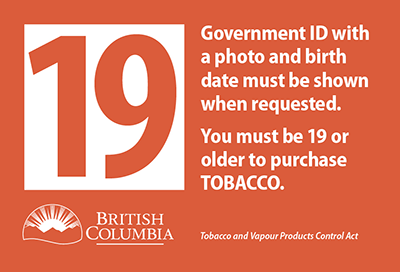 19
Government ID with
a photo and birth
date must be shown
when requested.
You must be 19 or
older to purchase
TOBACCO.
BRITISH
COLUMBIA
Tobacco and Vapour Products Control Act